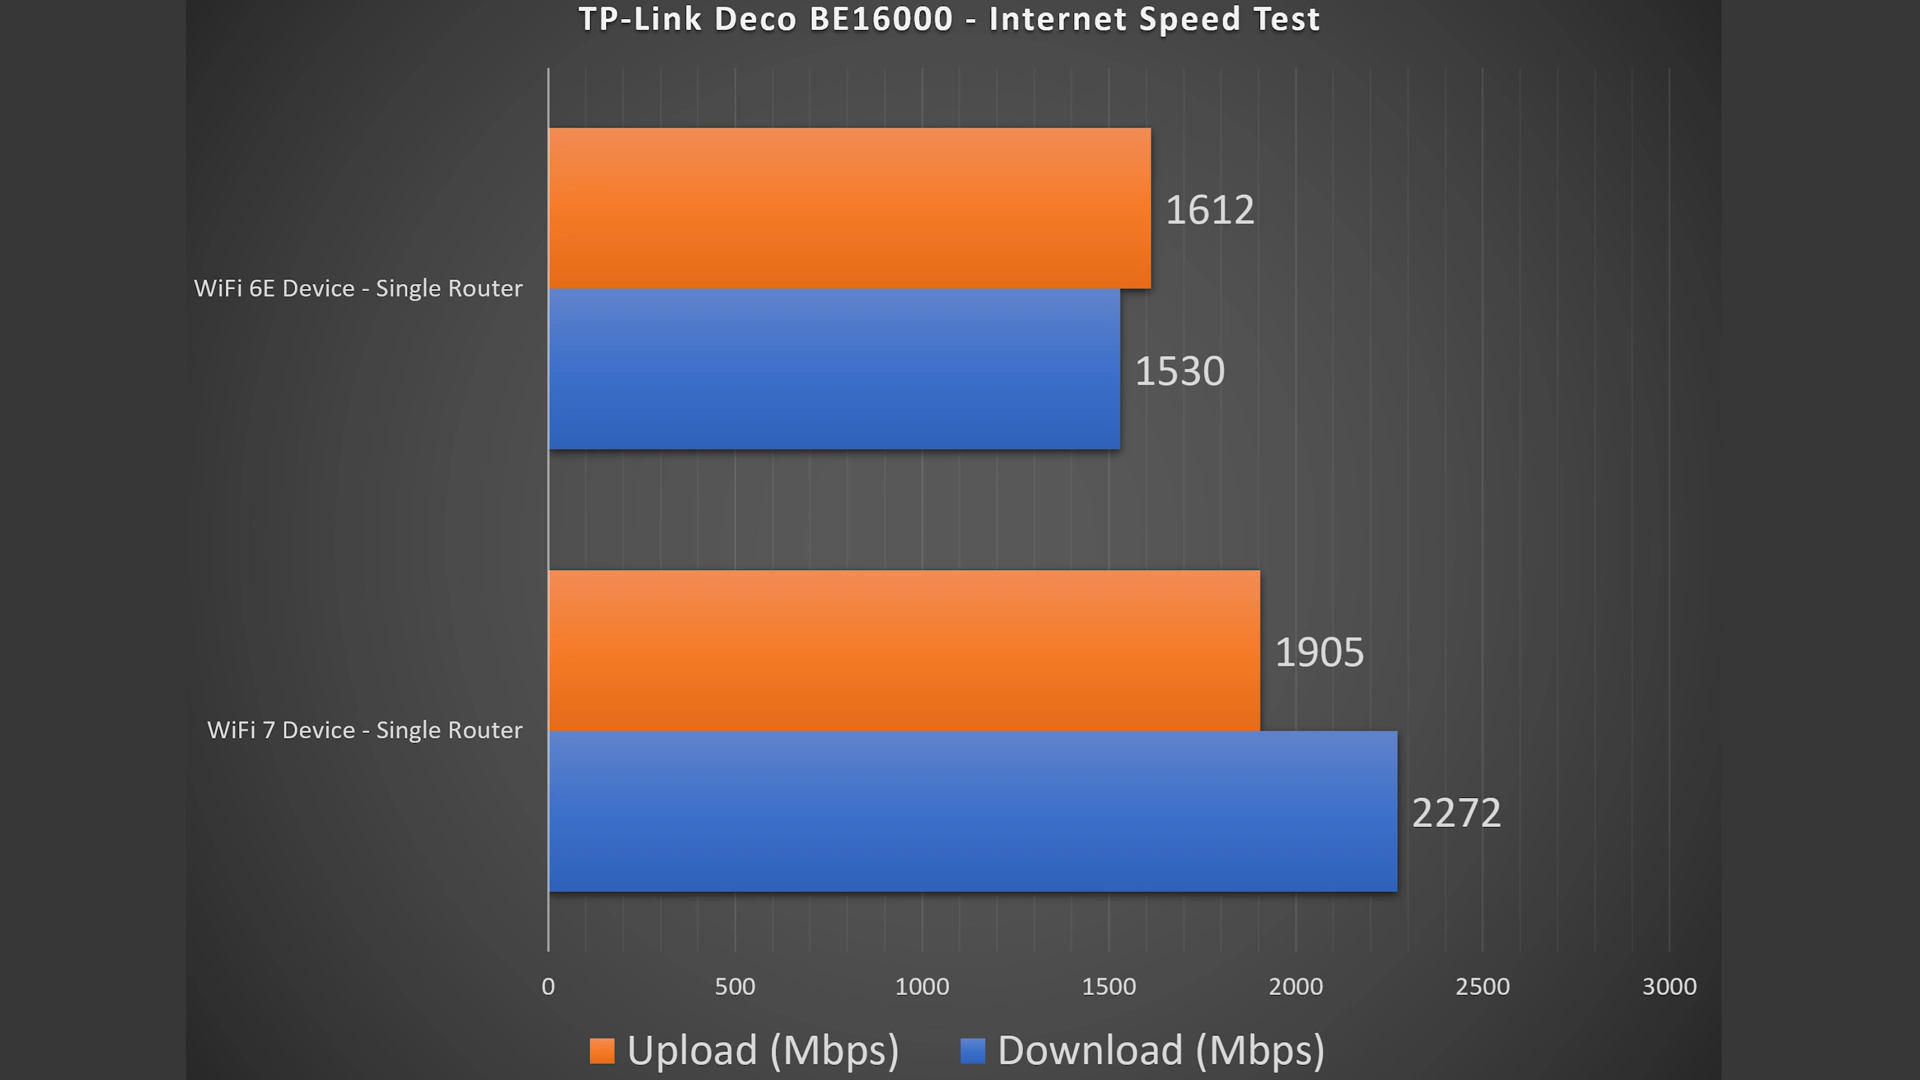 TP-Link Deco BE16000 - Internet Speed Test
1612
WiFi 6E Device - Single Router
1530
1905
WiFi 7 Device - Single Router
2272
0 500 1000 1500 2000 2500 3000
Upload (Mbps) Download (Mbps)